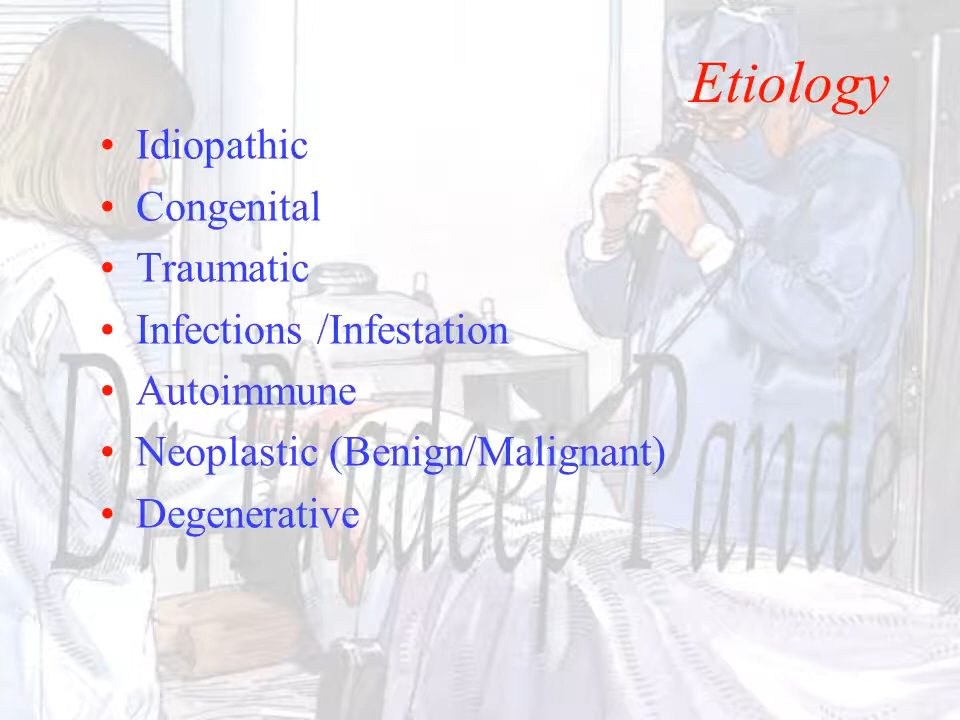 Etiology
• Idiopathic
• Congenital
• Traumatic
• Infections /Infestation
• Autoimmune
• Neoplastic (Benign/Malignant)
• Degenerative
Dr. Pradeep Pande